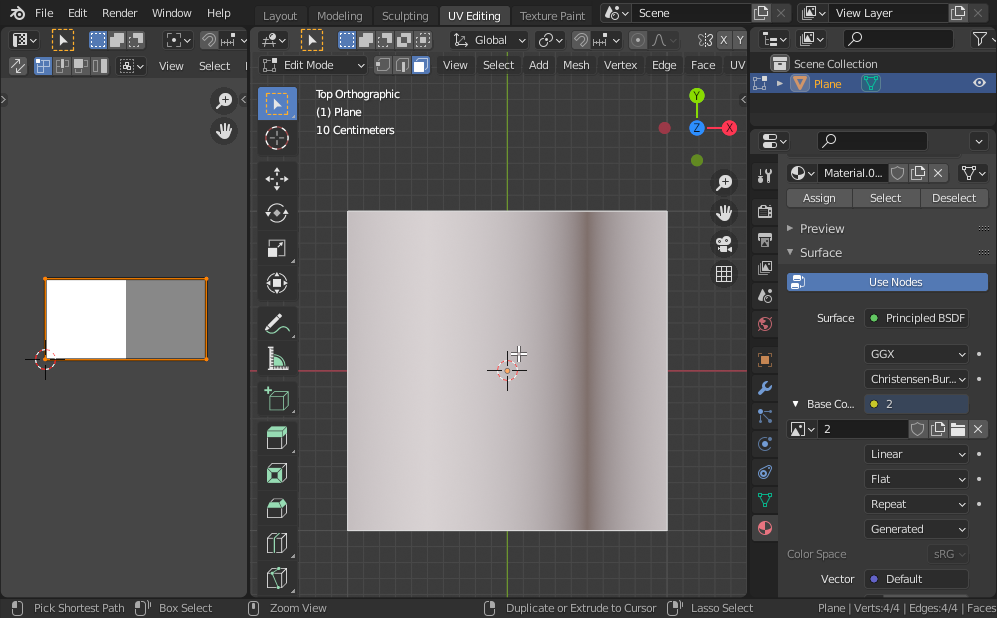 File Edit Render Window Help Layout Modeling Sculpting UV Editing Texture Paint Scene View Layer
Global
View Select Edit Mode View Select Add Mesh Vertex Edge Face UV
X Y
Scene Collection
Plane
Top Orthographic
(1) Plane
10 Centimeters
Y
Z X
Material.0...
Assign Select Deselect
Preview
Surface
Use Nodes
Surface Principled BSDF
GGX
Christensen-Bur...
Base Co... 2
2
Linear
Flat
Repeat
Generated
Color Space sRG
Vector Default
Pick Shortest Path Box Select Zoom View Duplicate or Extrude to Cursor Lasso Select Plane | Verts:4/4 | Edges:4/4 | Faces